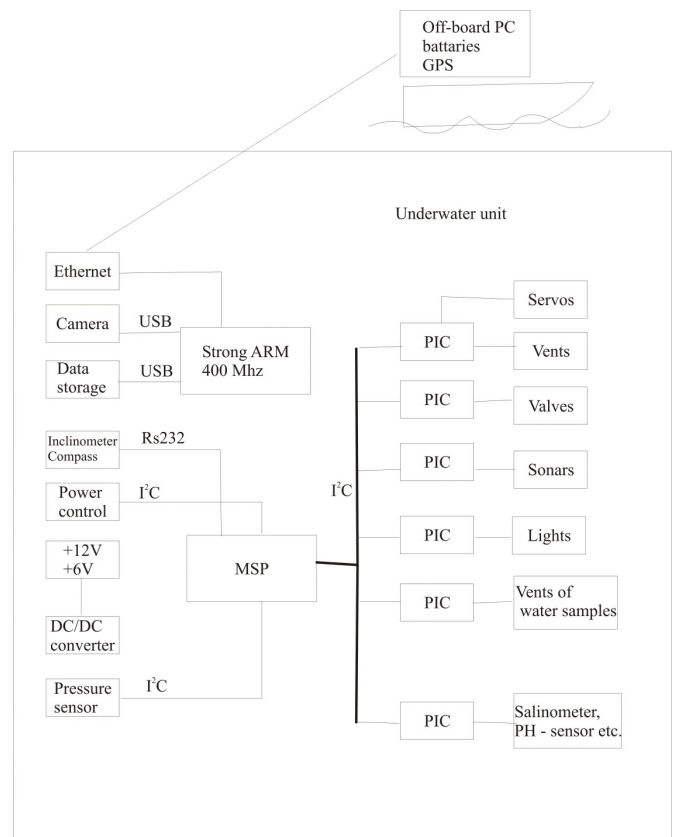 Off-board PC
battaries
GPS
Underwater unit
Ethernet
Camera
USB
Data
storage
USB
Strong ARM
400 Mhz
Inclinometer
Compass
Rs232
Power
control
I²C
+12V
+6V
DC/DC
converter
Pressure
sensor
I²C
MSP
I²C
PIC
Servos
Vents
PIC
Valves
PIC
Sonars
PIC
Lights
PIC
Vents of
water samples
PIC
Salinometer,
PH - sensor etc.